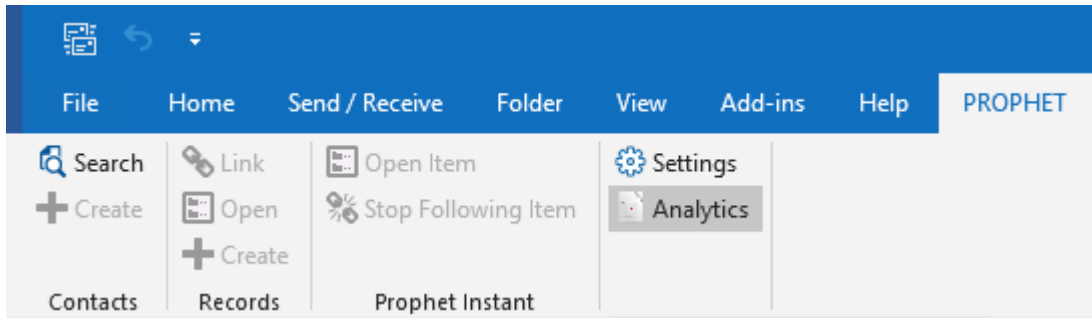 File Home Send / Receive Folder View Add-ins Help PROPHET
Search Link Open Item Settings
Create Open Stop Following Item Analytics
Create
Contacts Records Prophet Instant